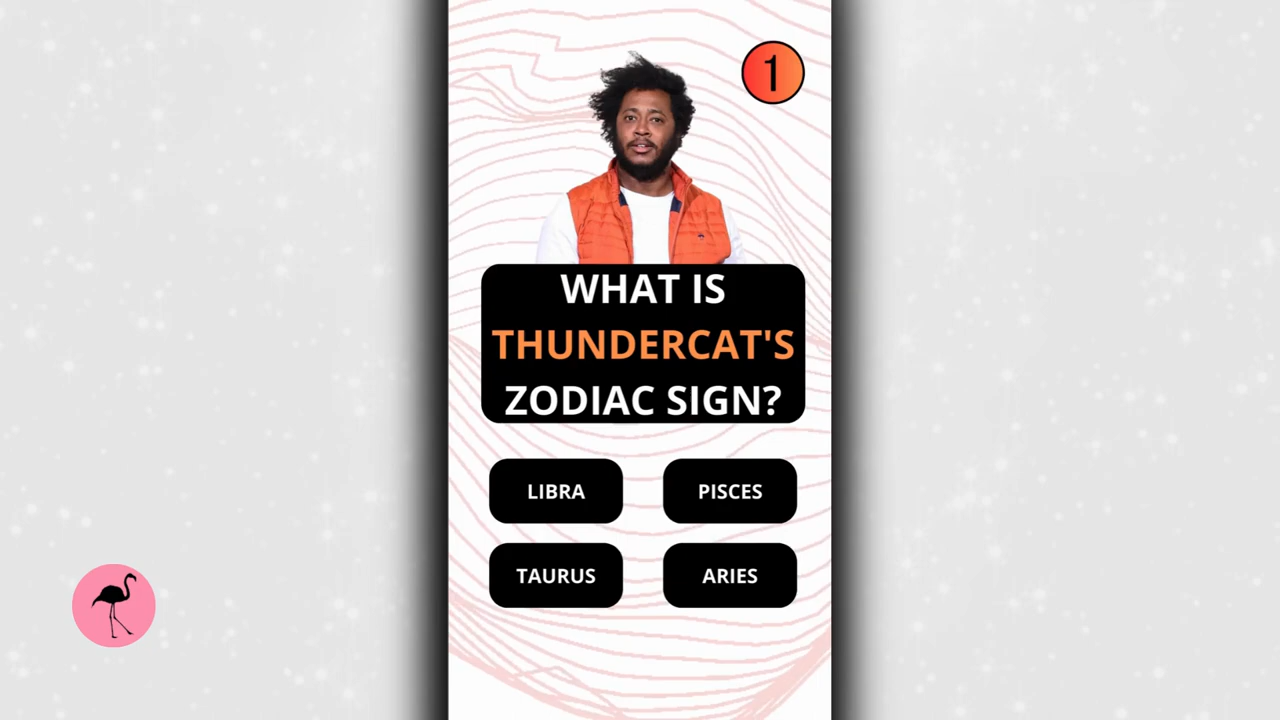 1
WHAT IS
THUNDERCAT'S
ZODIAC SIGN?
LIBRA
PISCES
TAURUS
ARIES